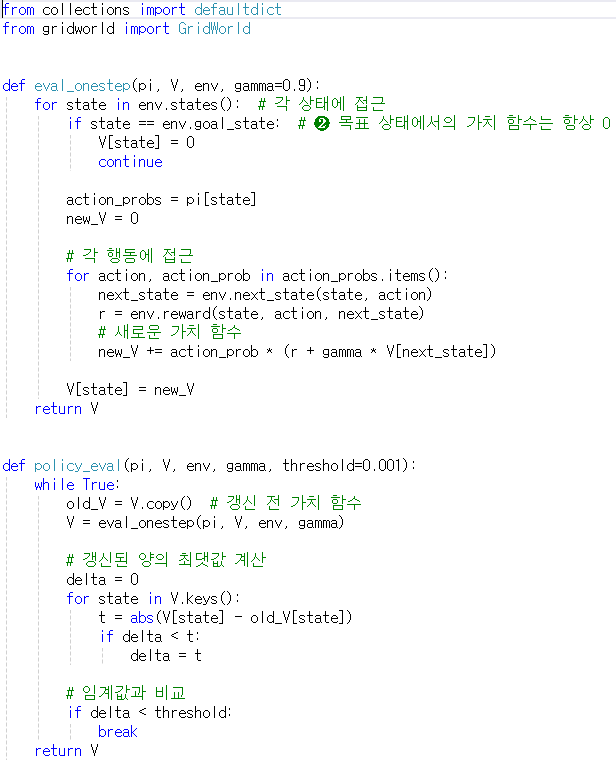 from collections import defaultdict
from gridworld import GridWorld


def eval_onestep(pi, V, env, gamma=0.9):
    for state in env.states():  # 각 상태에 접근
        if state == env.goal_state:  # ❷ 목표 상태에서의 가치 함수는 항상 0
            V[state] = 0
            continue

        action_probs = pi[state]
        new_V = 0

        # 각 행동에 접근
        for action, action_prob in action_probs.items():
            next_state = env.next_state(state, action)
            r = env.reward(state, action, next_state)
            # 새로운 가치 함수
            new_V += action_prob * (r + gamma * V[next_state])

        V[state] = new_V
    return V


def policy_eval(pi, V, env, gamma, threshold=0.001):
    while True:
        old_V = V.copy()  # 갱신 전 가치 함수
        V = eval_onestep(pi, V, env, gamma)

        # 갱신된 양의 최댓값 계산
        delta = 0
        for state in V.keys():
            t = abs(V[state] - old_V[state])
            if delta < t:
                delta = t

        # 임계값과 비교
        if delta < threshold:
            break
    return V